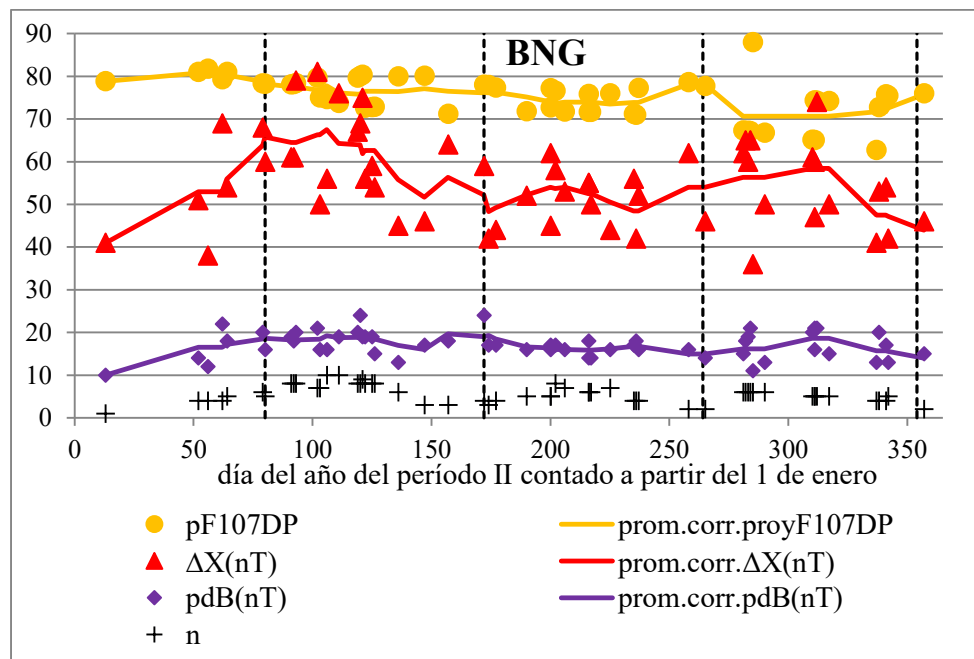 BNG
90
80
70
60
50
40
30
20
10
0
0 50 100 150 200 250 300 350
día del año del período II contado a partir del 1 de enero
pF107DP prom.corr.proyF107DP
ΔX(nT) prom.corr.ΔX(nT)
pdB(nT) prom.corr.pdB(nT)
n